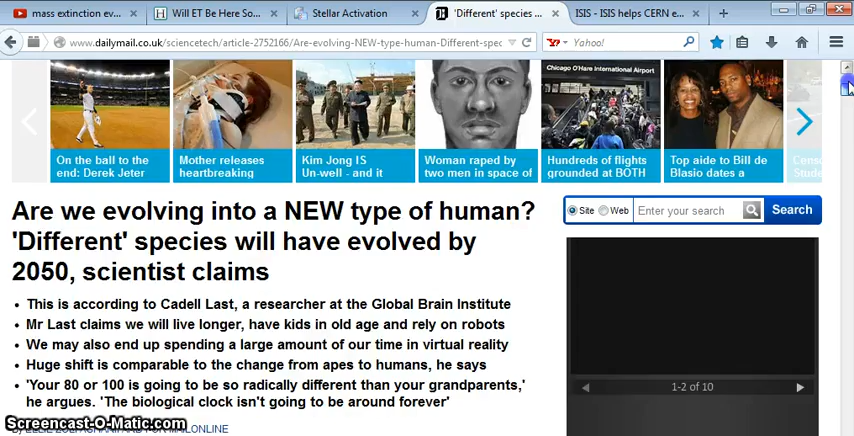 mass extinction ev...
Will ET Be Here So...
Stellar Activation
'Different' species ...
ISIS - ISIS helps CERN e...
www.dailymail.co.uk/sciencetech/article-2752166/Are-evolving-NEW-type-human-Different-spec
Yahoo!
Chicago O'Hare International Airport
On the ball to the
end: Derek Jeter
Mother releases
heartbreaking
Kim Jong IS
Un-well - and it
Woman raped by
two men in space of
Hundreds of flights
grounded at BOTH
Top aide to Bill de
Blasio dates a
Are we evolving into a NEW type of human?
'Different' species will have evolved by
2050, scientist claims
Site Web Enter your search Search
• This is according to Cadell Last, a researcher at the Global Brain Institute
• Mr Last claims we will live longer, have kids in old age and rely on robots
• We may also end up spending a large amount of our time in virtual reality
• Huge shift is comparable to the change from apes to humans, he says
• 'Your 80 or 100 is going to be so radically different than your grandparents,'
he argues. 'The biological clock isn't going to be around forever'
1-2 of 10
Screencast-O-Matic.com
MAILONLINE